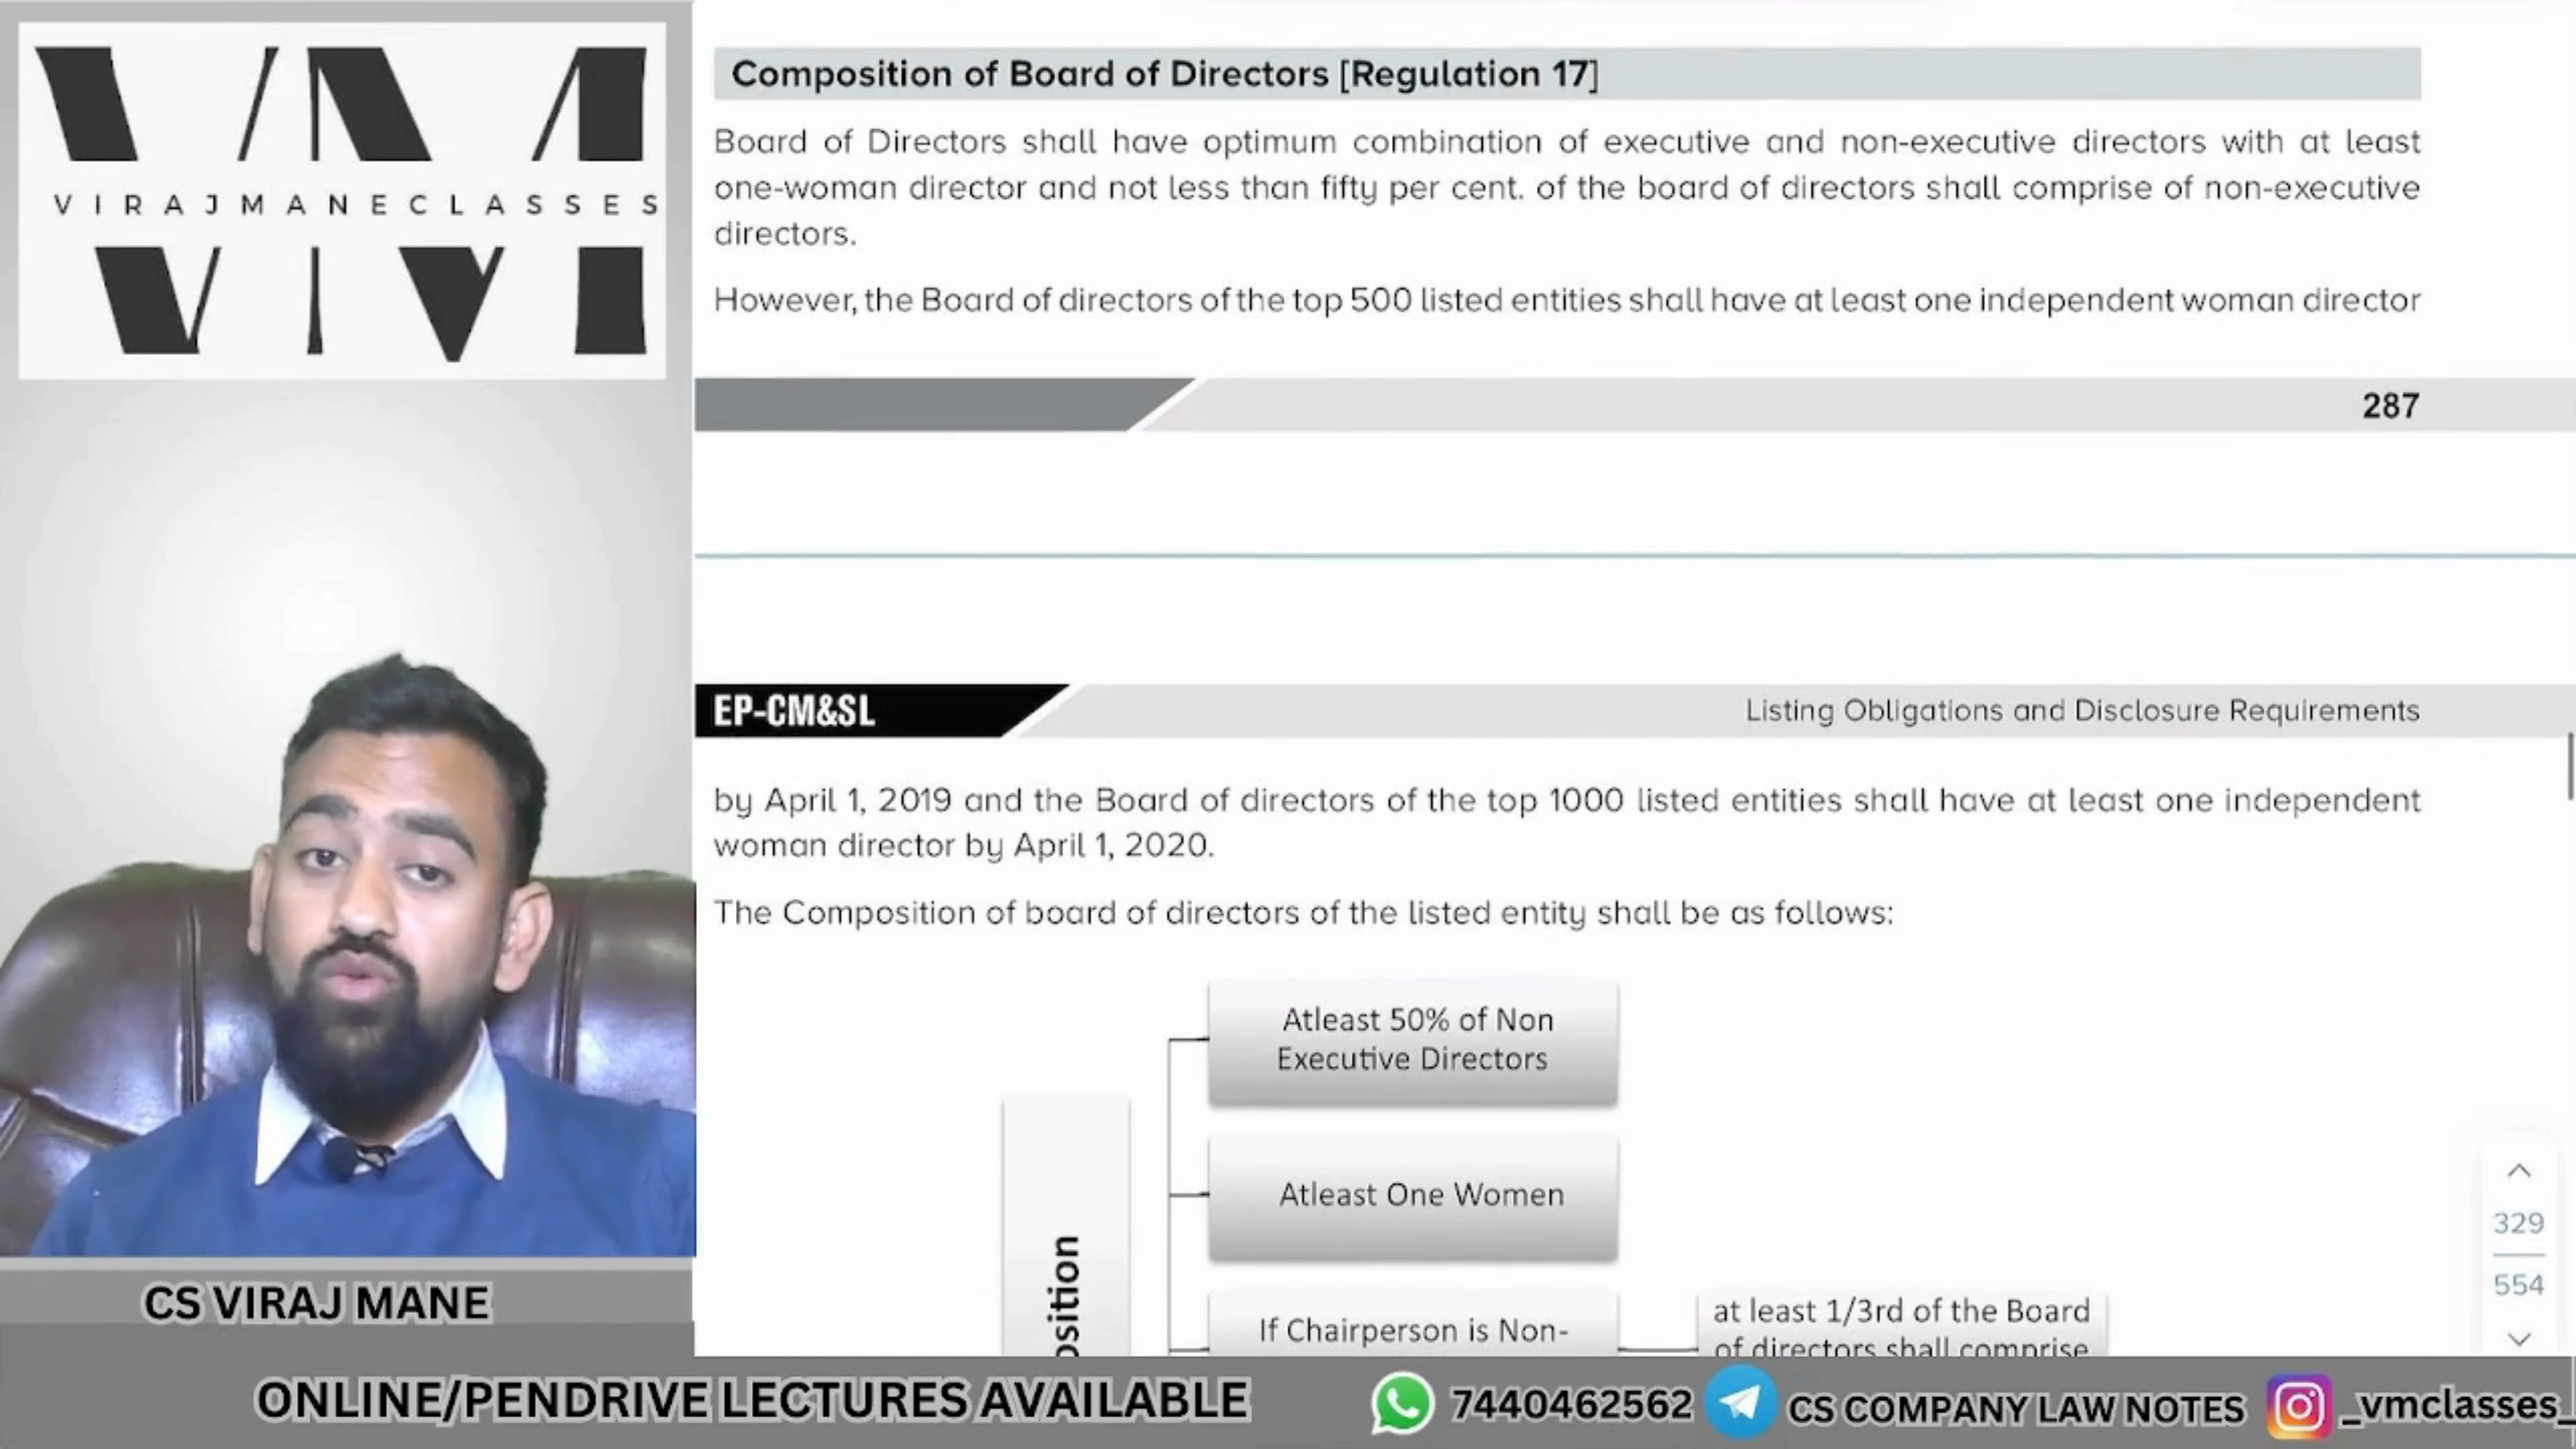 VIRAJMANECLASSES
Composition of Board of Directors [Regulation 17]
Board of Directors shall have optimum combination of executive and non-executive directors with at least
one-woman director and not less than fifty per cent. of the board of directors shall comprise of non-executive
directors.
However, the Board of directors of the top 500 listed entities shall have at least one independent woman director
287
EP-CM&SL
Listing Obligations and Disclosure Requirements
by April 1, 2019 and the Board of directors of the top 1000 listed entities shall have at least one independent
woman director by April 1, 2020.
The Composition of board of directors of the listed entity shall be as follows:
Atleast 50% of Non
Executive Directors
Atleast One Women
osition
If Chairperson is Non-
at least 1/3rd of the Board
of directors shall comprise
329
554
CS VIRAJ MANE
ONLINE/PENDRIVE LECTURES AVAILABLE
7440462562
CS COMPANY LAW NOTES
_vmclasses_